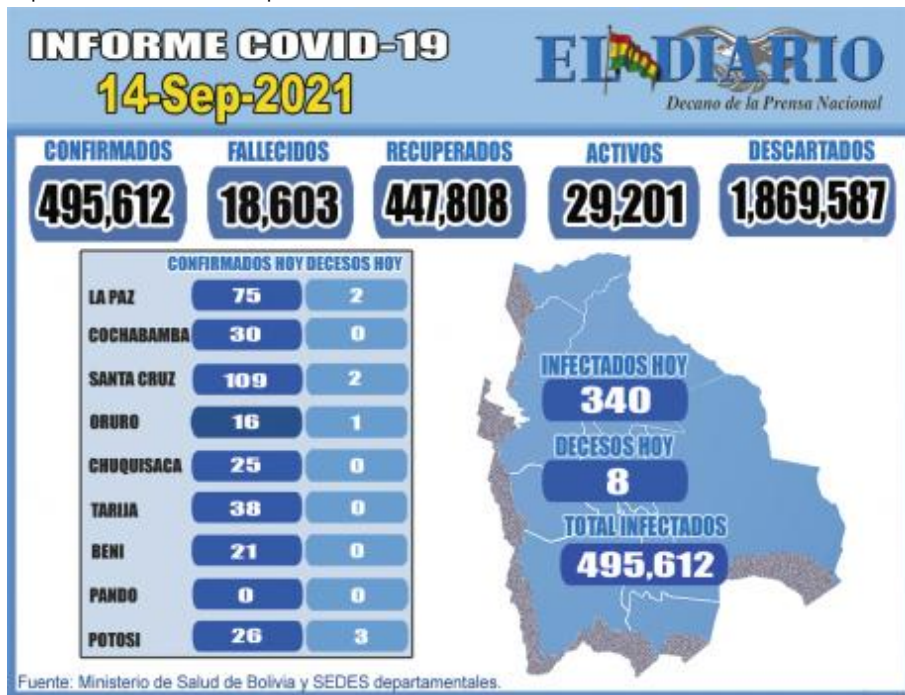 INFORME COVID-19
14-Sep-2021
EL DIARIO
Decano de la Prensa Nacional
CONFIRMADOS FALLECIDOS RECUPERADOS ACTIVOS DESCARTADOS
495,612 18,603 447,808 29,201 1,869,587
CONFIRMADOS HOY DECESOS HOY
LA PAZ 75 2
COCHABAMBA 30 0
SANTA CRUZ 109 2
ORURO 16 1
CHUQUISACA 25 0
TARIJA 38 0
BENI 21 0
PANDO 0 0
POTOSI 26 3
INFECTADOS HOY
340
DECESOS HOY
8
TOTAL INFECTADOS
495,612
Fuente: Ministerio de Salud de Bolivia y SEDES departamentales.